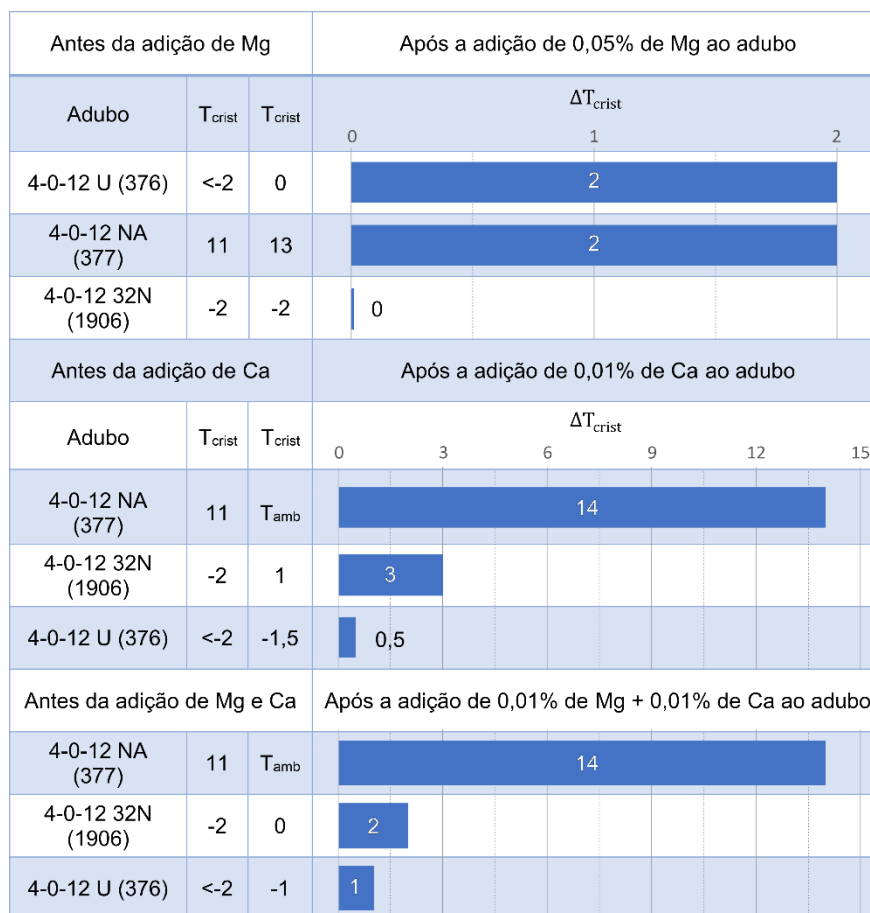 Antes da adição de Mg Após a adição de 0,05% de Mg ao adubo
Adubo Tcrist Tcrist ΔTcrist
0 1 2
4-0-12 U (376) <-2 0 2
4-0-12 NA (377) 11 13 2
4-0-12 32N (1906) -2 -2 0
Antes da adição de Ca Após a adição de 0,01% de Ca ao adubo
Adubo Tcrist Tcrist ΔTcrist
0 3 6 9 12 15
4-0-12 NA (377) 11 Tamb 14
4-0-12 32N (1906) -2 1 3
4-0-12 U (376) <-2 -1,5 0,5
Antes da adição de Mg e Ca Após a adição de 0,01% de Mg + 0,01% de Ca ao adubo
4-0-12 NA (377) 11 Tamb 14
4-0-12 32N (1906) -2 0 2
4-0-12 U (376) <-2 -1 1